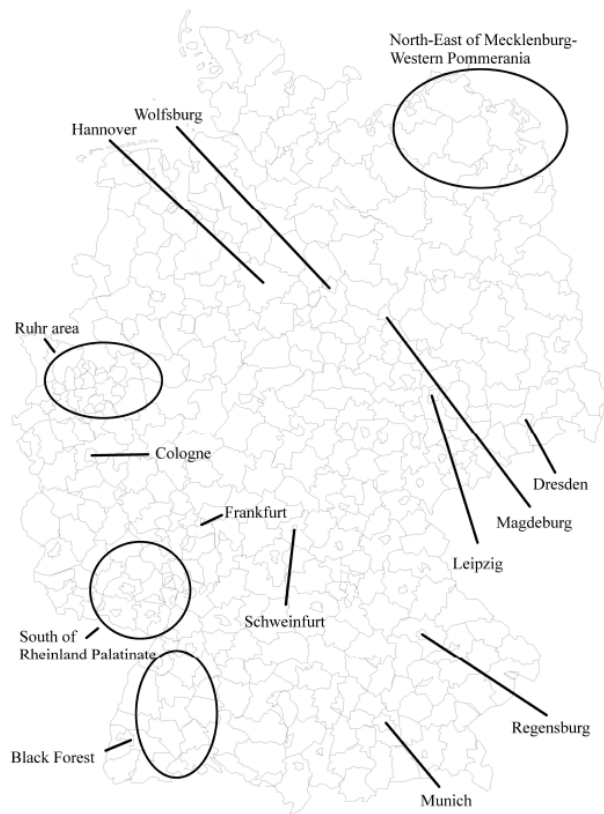 North-East of Mecklenburg-
Western Pommerania
Wolfsburg
Hannover
Ruhr area
Cologne
Dresden
Frankfurt
Magdeburg
Leipzig
Schweinfurt
South of
Rheinland Palatinate
Regensburg
Black Forest
Munich